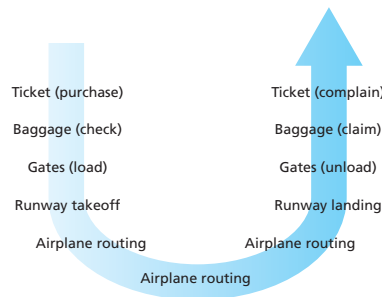 Ticket (purchase)
Baggage (check)
Gates (load)
Runway takeoff
Airplane routing
Airplane routing
Airplane routing
Runway landing
Gates (unload)
Baggage (claim)
Ticket (complain)